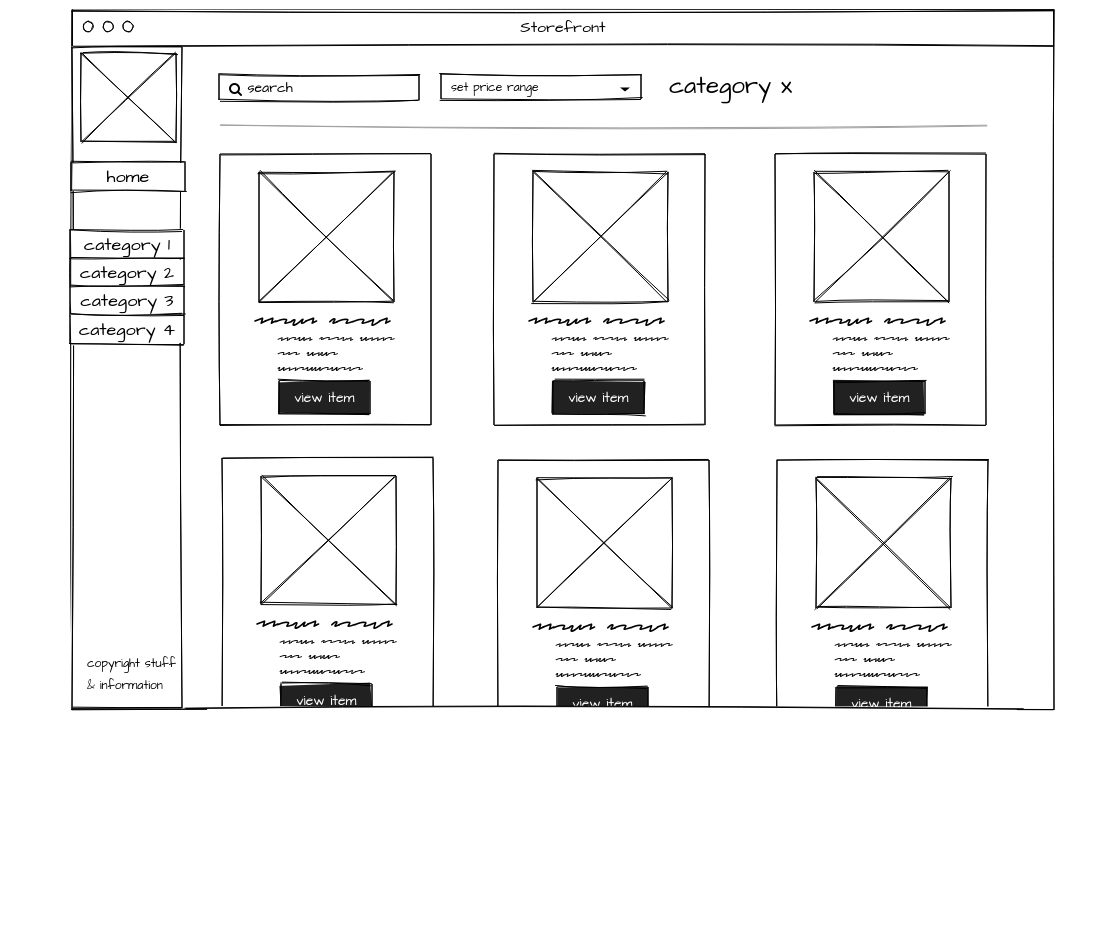 Storefront
search
set price range
category x
home
category 1
category 2
category 3
category 4
view item
view item
view item
copyright stuff
& information
view item
view item
view item